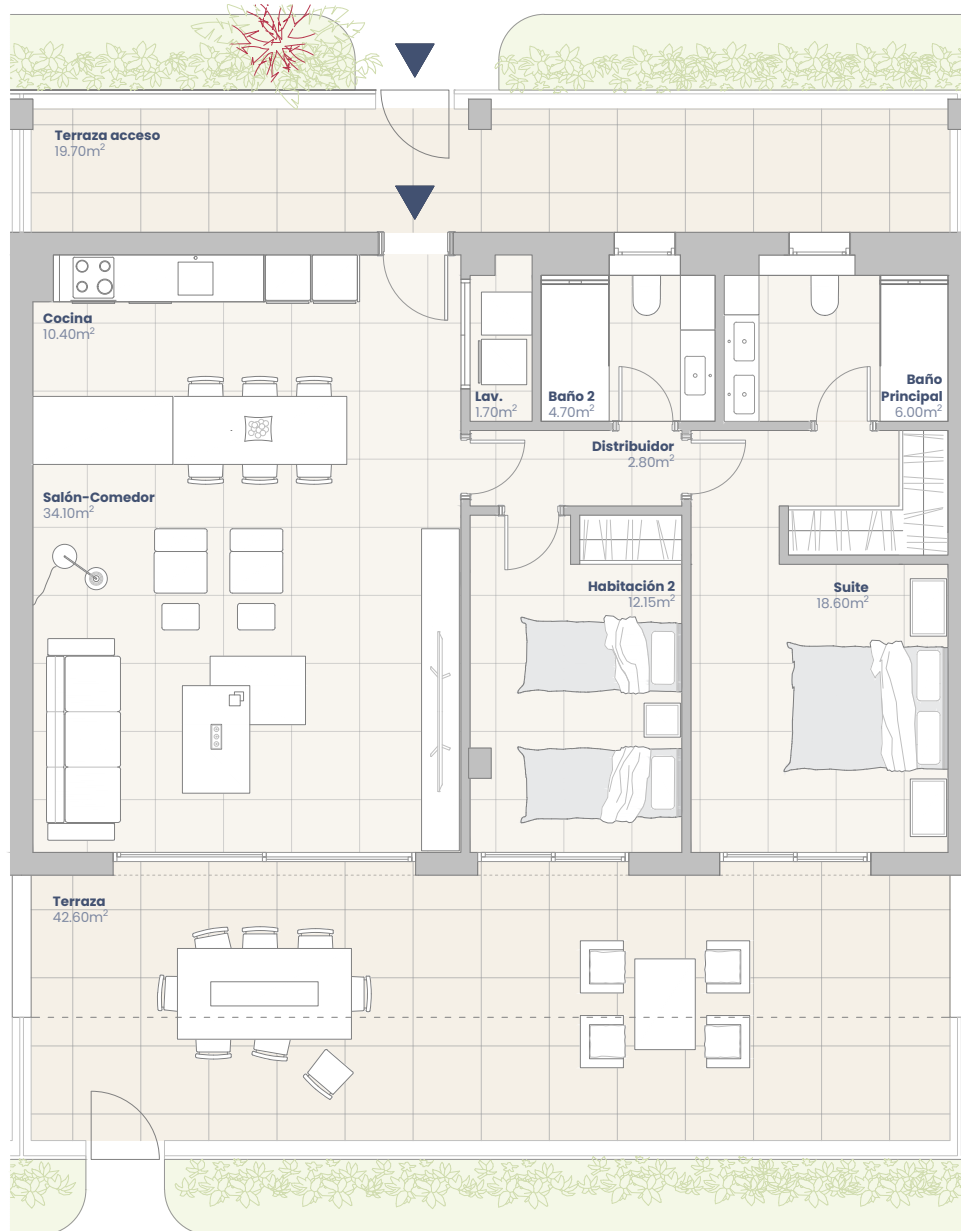 Terraza acceso
19.70m²
Cocina
10.40m²
Lav.
1.70m²
Baño 2
4.70m²
Baño
Principal
6.00m²
Distribuidor
2.80m²
Salón-Comedor
34.10m²
Habitación 2
12.15m²
Suite
18.60m²
Terraza
42.60m²